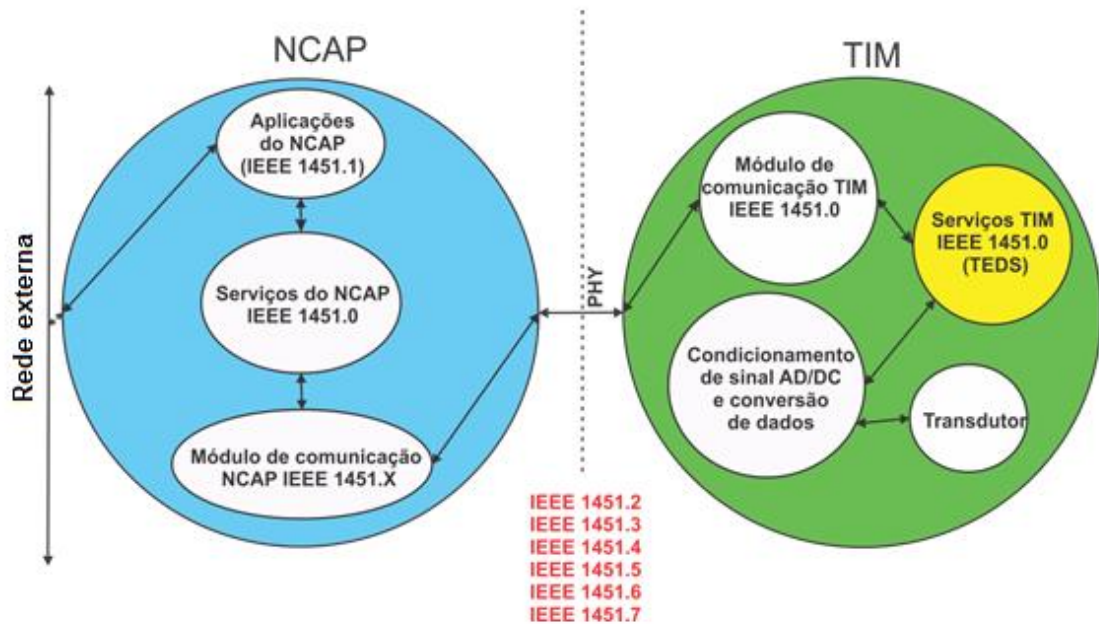 NCAP
Rede externa
Aplicações
do NCAP
(IEEE 1451.1)
Serviços do NCAP
IEEE 1451.0
Módulo de comunicação
NCAP IEEE 1451.X
PHY
IEEE 1451.2
IEEE 1451.3
IEEE 1451.4
IEEE 1451.5
IEEE 1451.6
IEEE 1451.7
TIM
Módulo de
comunicação TIM
IEEE 1451.0
Serviços TIM
IEEE 1451.0
(TEDS)
Condicionamento
de sinal AD/DC
e conversão
de dados
Transdutor